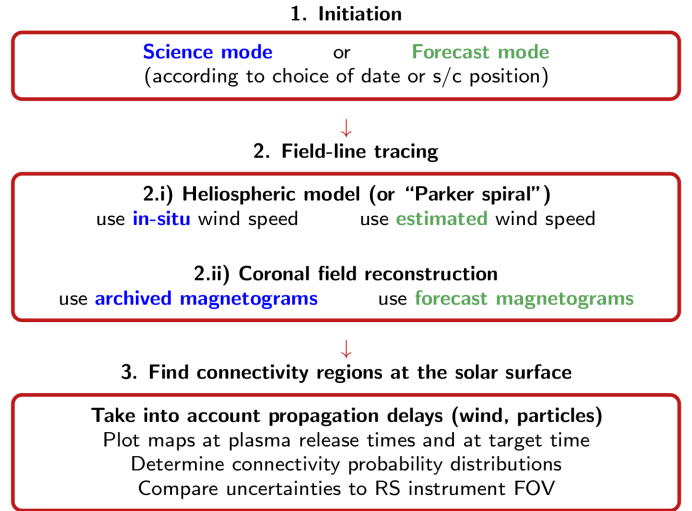 1. Initiation
Science mode or Forecast mode
(according to choice of date or s/c position)
↓
2. Field-line tracing
2.i) Heliospheric model (or “Parker spiral”)
use in-situ wind speed use estimated wind speed
2.ii) Coronal field reconstruction
use archived magnetograms use forecast magnetograms
↓
3. Find connectivity regions at the solar surface
Take into account propagation delays (wind, particles)
Plot maps at plasma release times and at target time
Determine connectivity probability distributions
Compare uncertainties to RS instrument FOV